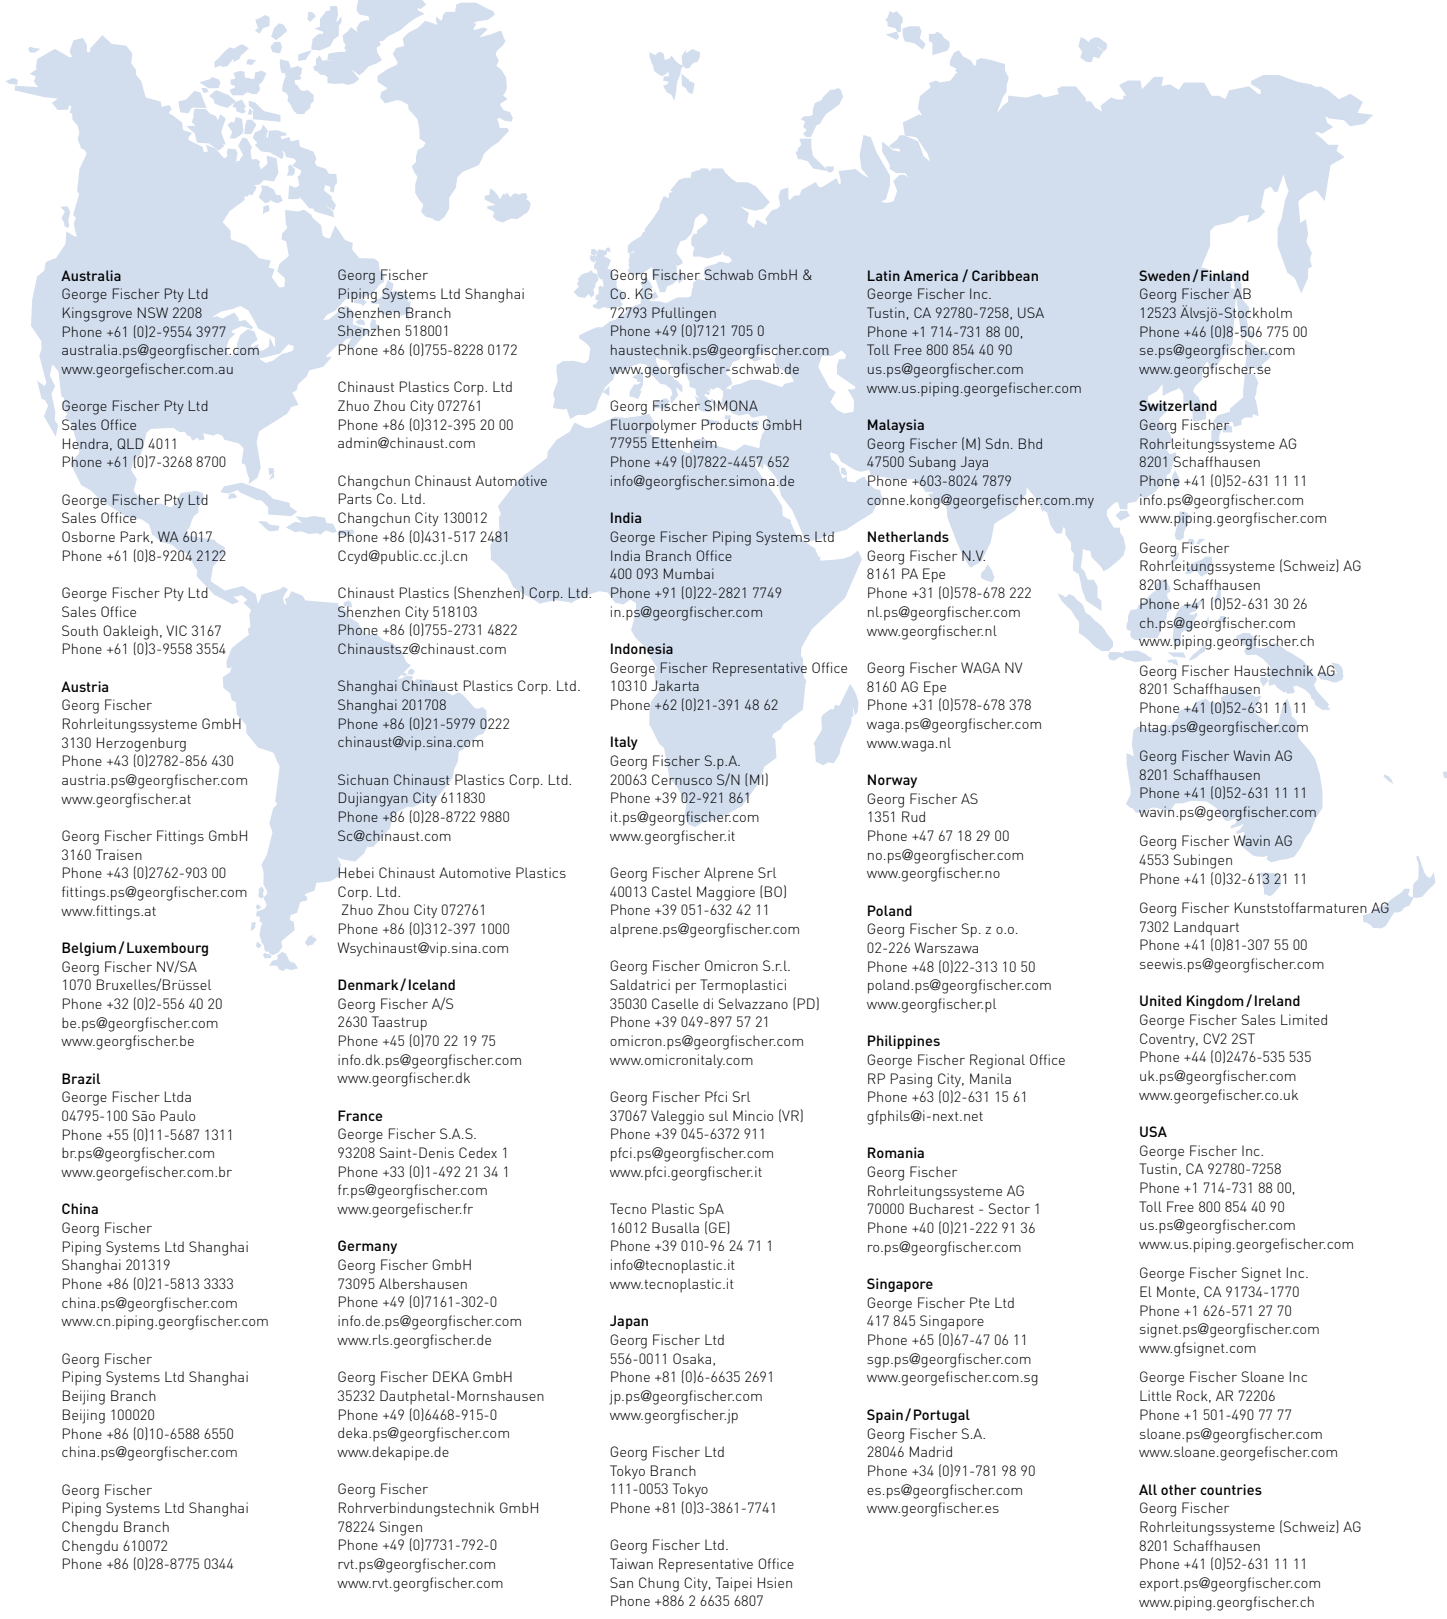 Australia
George Fischer Pty Ltd
Kingsgrove NSW 2208
Phone +61 (0)2-9554 3977
australia.ps@georgfischer.com
www.georgefischer.com.au
George Fischer Pty Ltd
Sales Office
Hendra, QLD 4011
Phone +61 (0)7-3268 8700
George Fischer Pty Ltd
Sales Office
Osborne Park, WA 6017
Phone +61 (0)8-9204 2122
George Fischer Pty Ltd
Sales Office
South Oakleigh, VIC 3167
Phone +61 (0)3-9558 3554
Austria
Georg Fischer
Rohrleitungssysteme GmbH
3130 Herzogenburg
Phone +43 (0)2782-856 430
austria.ps@georgfischer.com
www.georgfischer.at
Georg Fischer Fittings GmbH
3160 Traisen
Phone +43 (0)2762-903 00
fittings.ps@georgfischer.com
www.fittings.at
Belgium / Luxembourg
Georg Fischer NV/SA
1070 Bruxelles/Brüssel
Phone +32 (0)2-556 40 20
be.ps@georgfischer.com
www.georgfischer.be
Brazil
George Fischer Ltda
04795-100 São Paulo
Phone +55 (0)11-5687 1311
br.ps@georgfischer.com
www.georgefischer.com.br
China
Georg Fischer
Piping Systems Ltd Shanghai
Shanghai 201319
Phone +86 (0)21-5813 3333
china.ps@georgfischer.com
www.cn.piping.georgfischer.com
Georg Fischer
Piping Systems Ltd Shanghai
Beijing Branch
Beijing 100020
Phone +86 (0)10-6588 6550
china.ps@georgfischer.com
Georg Fischer
Piping Systems Ltd Shanghai
Chengdu Branch
Chengdu 610072
Phone +86 (0)28-8775 0344
Georg Fischer
Piping Systems Ltd Shanghai
Shenzhen Branch
Shenzhen 518001
Phone +86 (0)755-8228 0172
Chinaust Plastics Corp. Ltd
Zhuo Zhou City 072761
Phone +86 (0)312-395 20 00
admin@chinaust.com
Changchun Chinaust Automotive
Parts Co. Ltd.
Changchun City 130012
Phone +86 (0)431-517 2481
Ccyd@public.cc.jl.cn
Chinaust Plastics (Shenzhen) Corp. Ltd.
Shenzhen City 518103
Phone +86 (0)755-2731 4822
Chinaustsz@chinaust.com
Shanghai Chinaust Plastics Corp. Ltd.
Shanghai 201708
Phone +86 (0)21-5979 0222
chinaust@vip.sina.com
Sichuan Chinaust Plastics Corp. Ltd.
Dujiangyan City 611830
Phone +86 (0)28-8722 9880
Sc@chinaust.com
Hebei Chinaust Automotive Plastics
Corp. Ltd.
Zhuo Zhou City 072761
Phone +86 (0)312-397 1000
Wsychinaust@vip.sina.com
Denmark / Iceland
Georg Fischer A/S
2630 Taastrup
Phone +45 (0)70 22 19 75
info.dk.ps@georgfischer.com
www.georgfischer.dk
France
George Fischer S.A.S.
93208 Saint-Denis Cedex 1
Phone +33 (0)1-492 21 34 1
fr.ps@georgfischer.com
www.georgefischer.fr
Germany
Georg Fischer GmbH
73095 Albershausen
Phone +49 (0)7161-302-0
info.de.ps@georgfischer.com
www.rls.georgfischer.de
Georg Fischer DEKA GmbH
35232 Dautphetal-Mornshausen
Phone +49 (0)6468-915-0
deka.ps@georgfischer.com
www.dekapipe.de
Georg Fischer
Rohrverbindungstechnik GmbH
78224 Singen
Phone +49 (0)7731-792-0
rvt.ps@georgfischer.com
www.rvt.georgfischer.com
Georg Fischer Schwab GmbH &
Co. KG
72793 Pfullingen
Phone +49 (0)7121 705 0
haustechnik.ps@georgfischer.com
www.georgfischer-schwab.de
Georg Fischer SIMONA
Fluorpolymer Products GmbH
77955 Ettenheim
Phone +49 (0)7822-4457 652
info@georgfischer.simona.de
India
George Fischer Piping Systems Ltd
India Branch Office
400 093 Mumbai
Phone +91 (0)22-2821 7749
in.ps@georgfischer.com
Indonesia
George Fischer Representative Office
10310 Jakarta
Phone +62 (0)21-391 48 62
Italy
Georg Fischer S.p.A.
20063 Cernusco S/N (MI)
Phone +39 02-921 861
it.ps@georgfischer.com
www.georgfischer.it
Georg Fischer Alprene Srl
40013 Castel Maggiore (BO)
Phone +39 051-632 42 11
alprene.ps@georgfischer.com
Georg Fischer Omicron S.r.l.
Saldatrici per Termoplastici
35030 Caselle di Selvazzano (PD)
Phone +39 049-897 57 21
omicron.ps@georgfischer.com
www.omicronitaly.com
Georg Fischer Pfci Srl
37067 Valeggio sul Mincio (VR)
Phone +39 045-6372 911
pfci.ps@georgfischer.com
www.pfci.georgfischer.it
Tecno Plastic SpA
16012 Busalla (GE)
Phone +39 010-96 24 71 1
info@tecnoplastic.it
www.tecnoplastic.it
Japan
Georg Fischer Ltd
556-0011 Osaka,
Phone +81 (0)6-6635 2691
jp.ps@georgfischer.com
www.georgfischer.jp
Georg Fischer Ltd
Tokyo Branch
111-0053 Tokyo
Phone +81 (0)3-3861-7741
Georg Fischer Ltd.
Taiwan Representative Office
San Chung City, Taipei Hsien
Phone +886 2 6635 6807
Latin America / Caribbean
George Fischer Inc.
Tustin, CA 92780-7258, USA
Phone +1 714-731 88 00,
Toll Free 800 854 40 90
us.ps@georgfischer.com
www.us.piping.georgefischer.com
Malaysia
Georg Fischer (M) Sdn. Bhd
47500 Subang Jaya
Phone +603-8024 7879
conne.kong@georgefischer.com.my
Netherlands
Georg Fischer N.V.
8161 PA Epe
Phone +31 (0)578-678 222
nl.ps@georgfischer.com
www.georgfischer.nl
Georg Fischer WAGA NV
8160 AG Epe
Phone +31 (0)578-678 378
waga.ps@georgfischer.com
www.waga.nl
Norway
Georg Fischer AS
1351 Rud
Phone +47 67 18 29 00
no.ps@georgfischer.com
www.georgfischer.no
Poland
Georg Fischer Sp. z o.o.
02-226 Warszawa
Phone +48 (0)22-313 10 50
poland.ps@georgfischer.com
www.georgfischer.pl
Philippines
George Fischer Regional Office
RP Pasing City, Manila
Phone +63 (0)2-631 15 61
gfphils@i-next.net
Romania
Georg Fischer
Rohrleitungssysteme AG
70000 Bucharest - Sector 1
Phone +40 (0)21-222 91 36
ro.ps@georgfischer.com
Singapore
George Fischer Pte Ltd
417 845 Singapore
Phone +65 (0)67-47 06 11
sgp.ps@georgfischer.com
www.georgefischer.com.sg
Spain / Portugal
Georg Fischer S.A.
28046 Madrid
Phone +34 (0)91-781 98 90
es.ps@georgfischer.com
www.georgfischer.es
Sweden / Finland
Georg Fischer AB
12523 Älvsjö-Stockholm
Phone +46 (0)8-506 775 00
se.ps@georgfischer.com
www.georgfischer.se
Switzerland
Georg Fischer
Rohrleitungssysteme AG
8201 Schaffhausen
Phone +41 (0)52-631 11 11
info.ps@georgfischer.com
www.piping.georgfischer.com
Georg Fischer
Rohrleitungssysteme (Schweiz) AG
8201 Schaffhausen
Phone +41 (0)52-631 30 26
ch.ps@georgfischer.com
www.piping.georgfischer.ch
Georg Fischer Haustechnik AG
8201 Schaffhausen
Phone +41 (0)52-631 11 11
htag.ps@georgfischer.com
Georg Fischer Wavin AG
8201 Schaffhausen
Phone +41 (0)52-631 11 11
wavin.ps@georgfischer.com
Georg Fischer Wavin AG
4553 Subingen
Phone +41 (0)32-613 21 11
Georg Fischer Kunststoffarmaturen AG
7302 Landquart
Phone +41 (0)81-307 55 00
seewis.ps@georgfischer.com
United Kingdom / Ireland
George Fischer Sales Limited
Coventry, CV2 2ST
Phone +44 (0)2476-535 535
uk.ps@georgfischer.com
www.georgefischer.co.uk
USA
George Fischer Inc.
Tustin, CA 92780-7258
Phone +1 714-731 88 00,
Toll Free 800 854 40 90
us.ps@georgfischer.com
www.us.piping.georgefischer.com
George Fischer Signet Inc.
El Monte, CA 91734-1770
Phone +1 626-571 27 70
signet.ps@georgfischer.com
www.gfsignet.com
George Fischer Sloane Inc
Little Rock, AR 72206
Phone +1 501-490 77 77
sloane.ps@georgfischer.com
www.sloane.georgefischer.com
All other countries
Georg Fischer
Rohrleitungssysteme (Schweiz) AG
8201 Schaffhausen
Phone +41 (0)52-631 11 11
export.ps@georgfischer.com
www.piping.georgfischer.ch